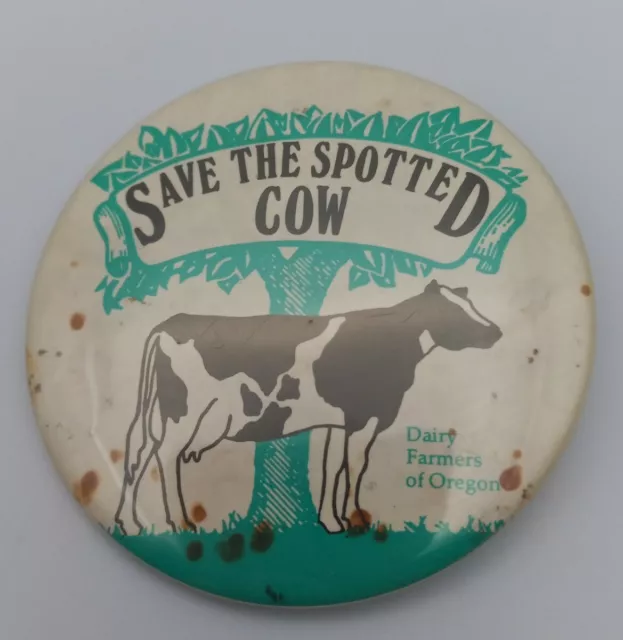 SAVE THE SPOTTED
COW
Dairy
Farmers
of Oregon